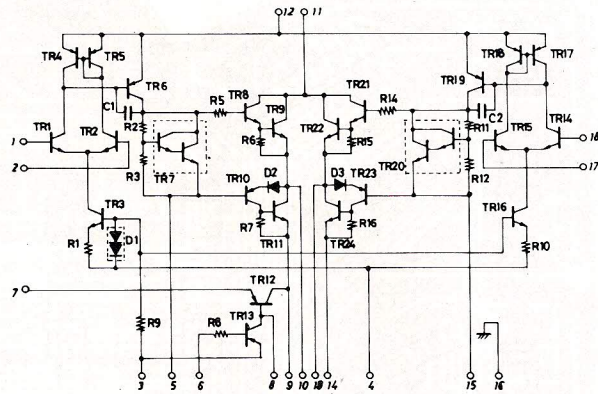 12 11
TR4 TR5 TR18 TR17
TR6 TR19
TR8 TR21
R5 TR9 R14
C1 C2
R2 TR22 R11 TR15 TR14
1 TR1 TR2 R6 R15 18
2 TR20 17
R3 TR7 D2 D3 TR23 R12
TR10
TR3 R7 R16 TR16
TR11 TR24
R1 D1 R10
7 TR12
R9 R8 TR13
3 5 6 8 9 10 18 14 4 15 16